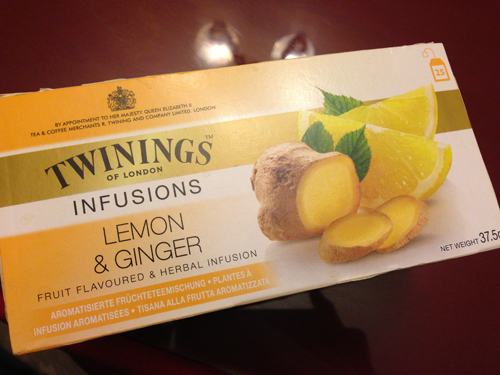 BY APPOINTMENT TO HER MAJESTY QUEEN ELIZABETH II
TEA & COFFEE MERCHANTS R. TWINING AND COMPANY LIMITED, LONDON
TWININGS™
OF LONDON
INFUSIONS
LEMON
& GINGER
FRUIT FLAVOURED & HERBAL INFUSION
AROMATISIERTE FRÜCHTETEEMISCHUNG • PLANTES À
INFUSION AROMATISÉES • TISANA ALLA FRUTTA AROMATIZZATA
25
NET WEIGHT 37.5g